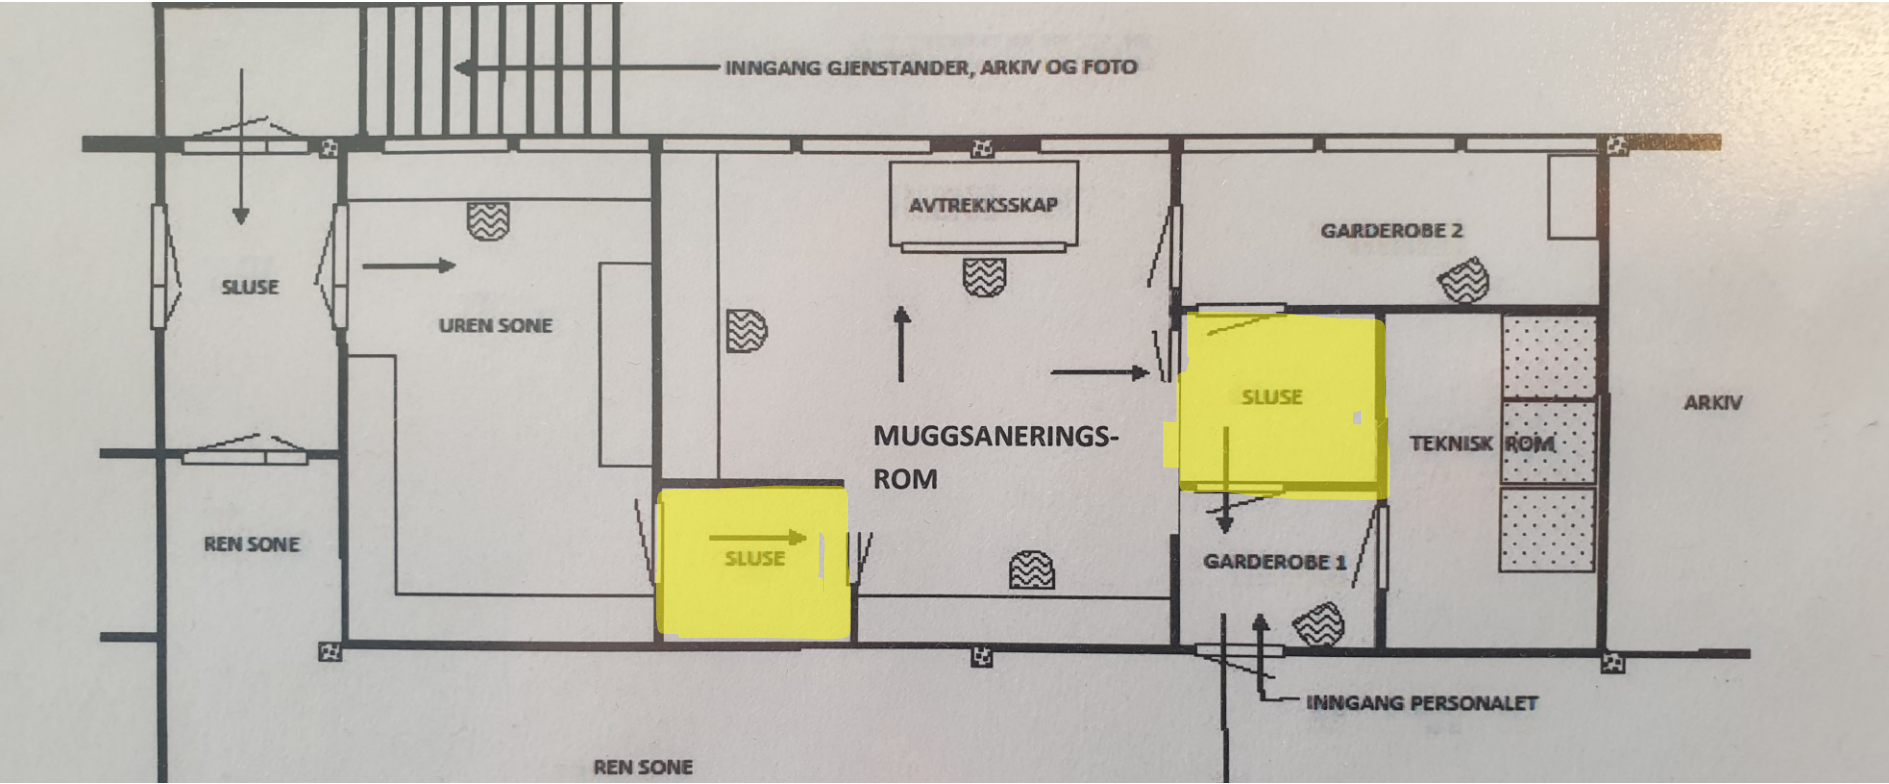 INNGANG GJENSTANDER, ARKIV OG FOTO
AVTREKKSSKAP
GARDEROBE 2
SLUSE
UREN SONE
SLUSE
ARKIV
MUGGSANERINGS-
ROM
TEKNISK ROM
REN SONE
SLUSE
GARDEROBE 1
INNGANG PERSONALET
REN SONE